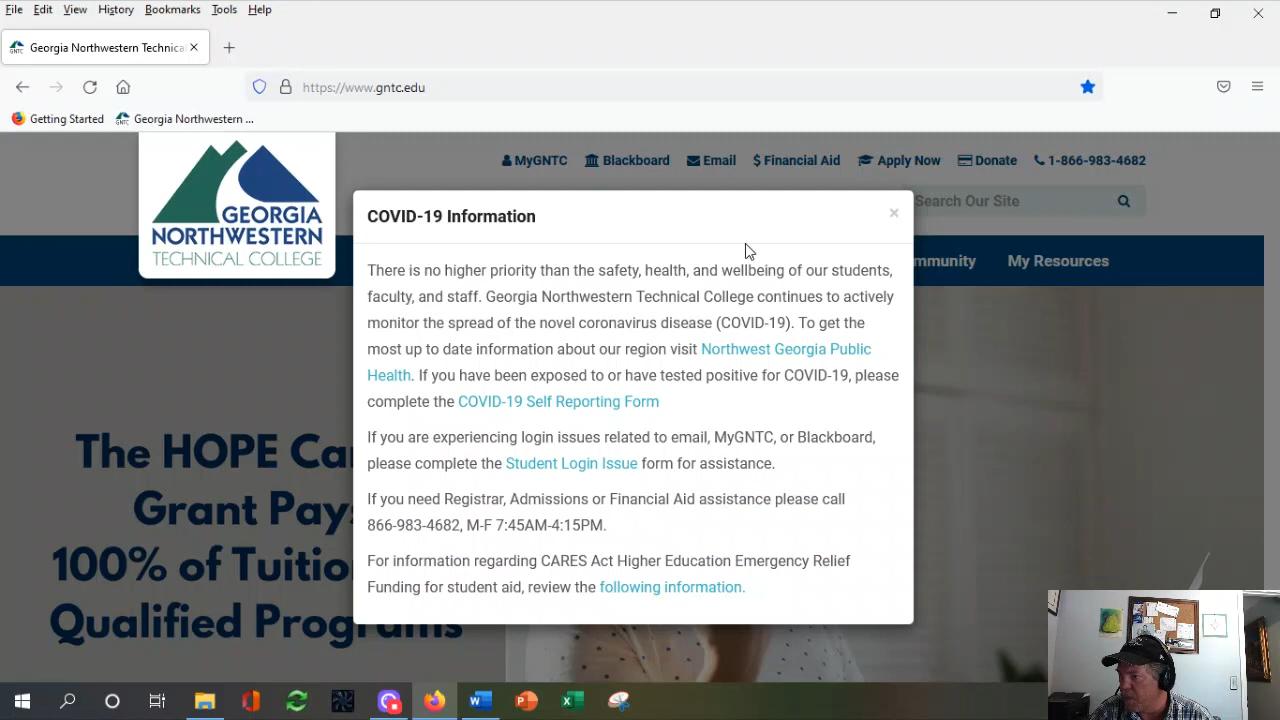 File Edit View History Bookmarks Tools Help
GNTC Georgia Northwestern Technica
https://www.gntc.edu
Getting Started GNTC Georgia Northwestern ...
MyGNTC Blackboard Email $ Financial Aid Apply Now Donate 1-866-983-4682
GEORGIA
NORTHWESTERN
TECHNICAL COLLEGE
Search Our Site
mmunity My Resources
COVID-19 Information ×
There is no higher priority than the safety, health, and wellbeing of our students,
faculty, and staff. Georgia Northwestern Technical College continues to actively
monitor the spread of the novel coronavirus disease (COVID-19). To get the
most up to date information about our region visit Northwest Georgia Public
Health. If you have been exposed to or have tested positive for COVID-19, please
complete the COVID-19 Self Reporting Form
If you are experiencing login issues related to email, MyGNTC, or Blackboard,
please complete the Student Login Issue form for assistance.
If you need Registrar, Admissions or Financial Aid assistance please call
866-983-4682, M-F 7:45AM-4:15PM.
For information regarding CARES Act Higher Education Emergency Relief
Funding for student aid, review the following information.
The HOPE Ca
Grant Pay
100% of Tuitio
Qualified Programs